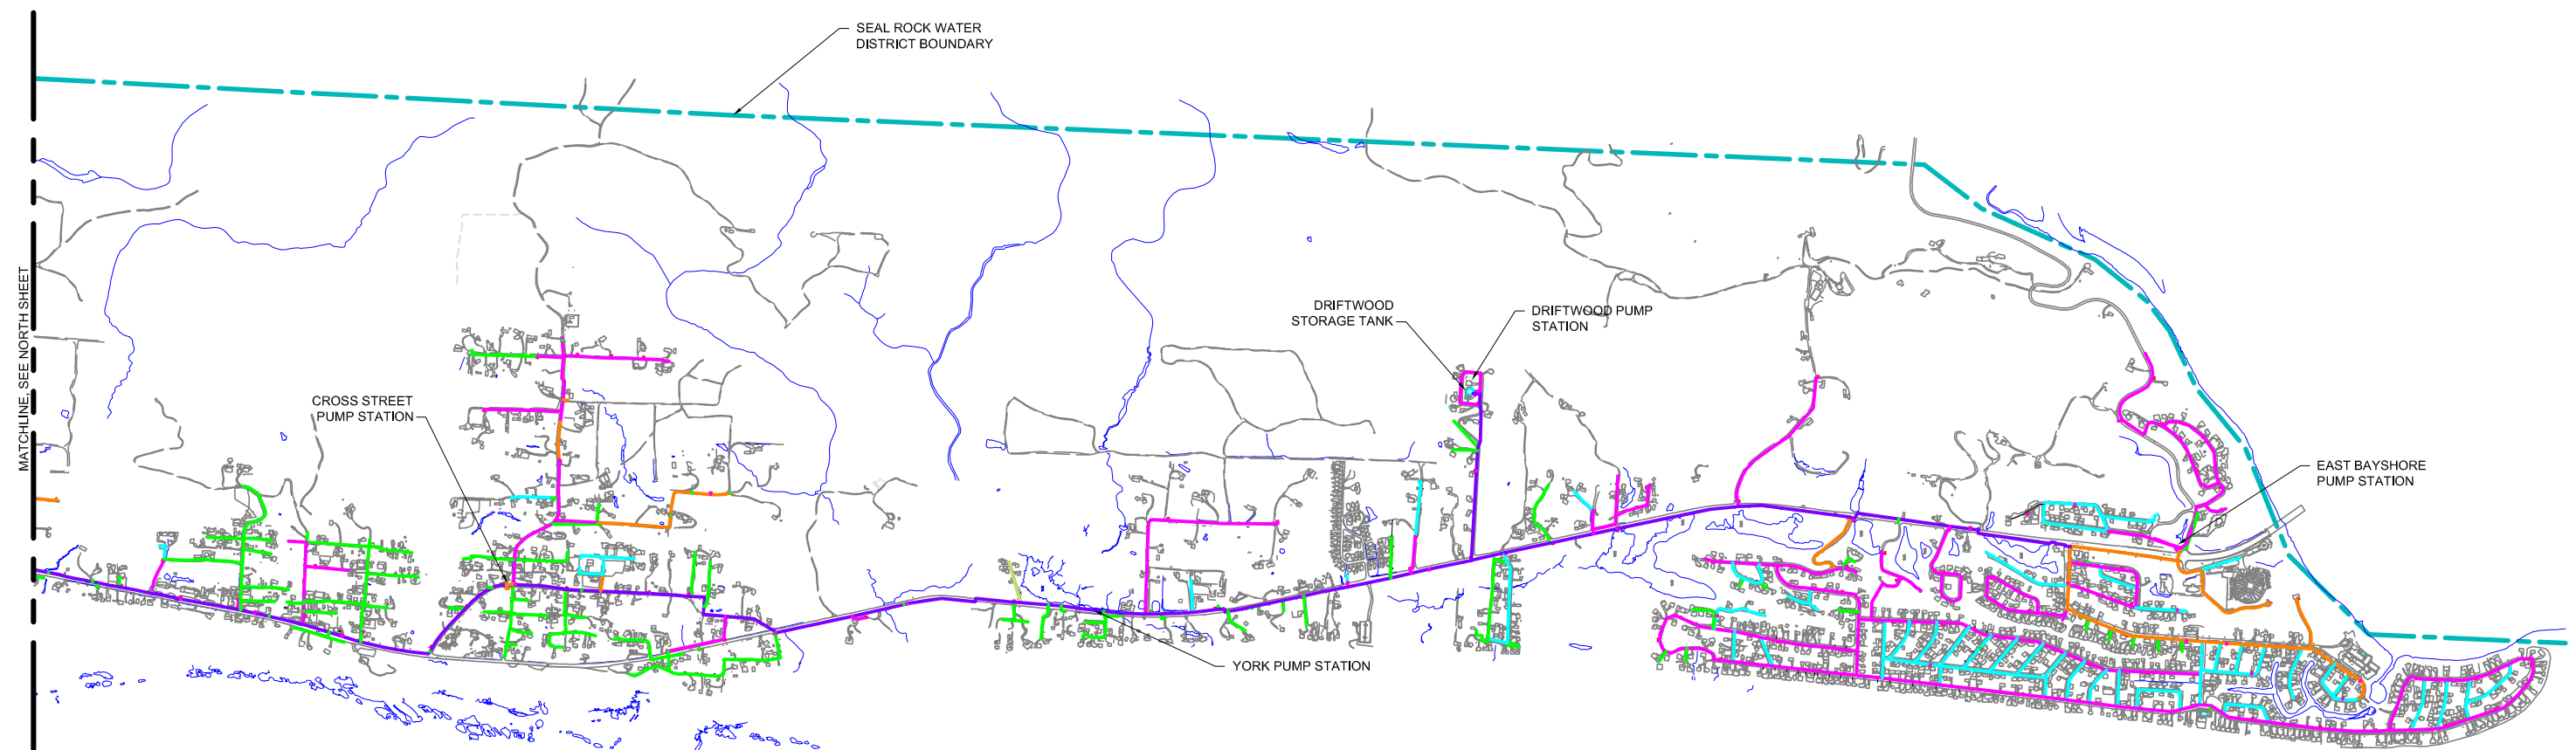 SEAL ROCK WATER
DISTRICT BOUNDARY
MATCHLINE, SEE NORTH SHEET
DRIFTWOOD
STORAGE TANK
DRIFTWOOD PUMP
STATION
CROSS STREET
PUMP STATION
EAST BAYSHORE
PUMP STATION
YORK PUMP STATION